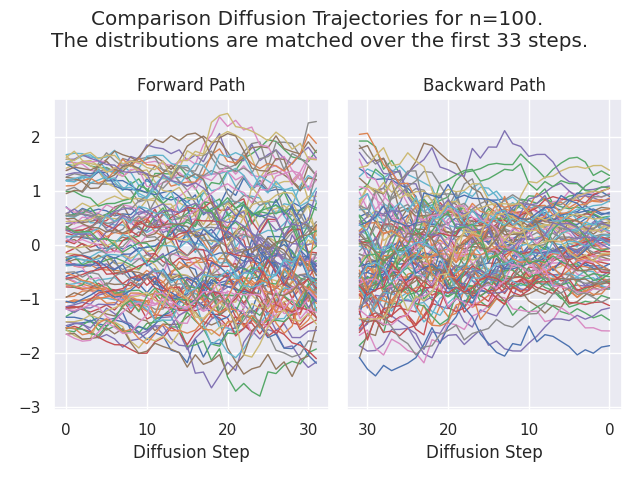 Comparison Diffusion Trajectories for n=100.
The distributions are matched over the first 33 steps.
Forward Path
Backward Path
2
1
0
−1
−2
−3
0 10 20 30
30 20 10 0
Diffusion Step
Diffusion Step